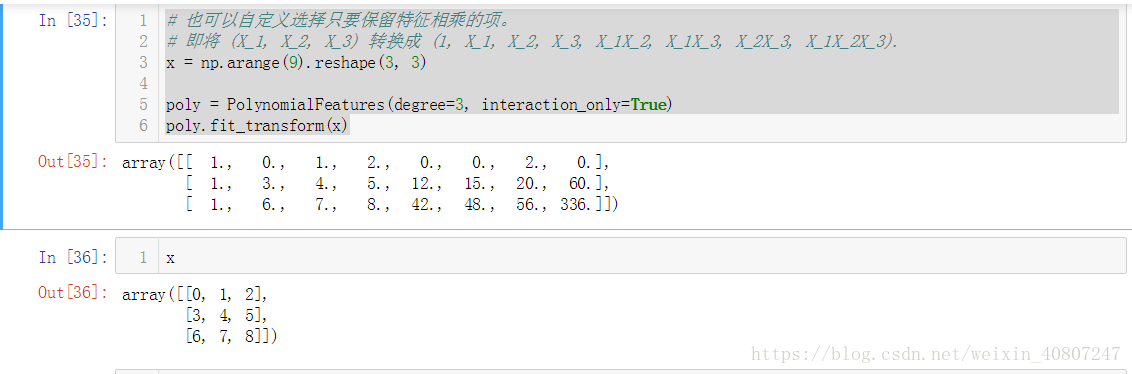 In [35]:
1 # 也可以自定义选择只要保留特征相乘的项。
2 # 即将 (X_1, X_2, X_3) 转换成 (1, X_1, X_2, X_3, X_1X_2, X_1X_3, X_2X_3, X_1X_2X_3).
3 x = np.arange(9).reshape(3, 3)
4
5 poly = PolynomialFeatures(degree=3, interaction_only=True)
6 poly.fit_transform(x)
Out[35]: array([[ 1., 0., 1., 2., 0., 0., 2., 0.],
[ 1., 3., 4., 5., 12., 15., 20., 60.],
[ 1., 6., 7., 8., 42., 48., 56., 336.]])
In [36]: 1 x
Out[36]: array([[0, 1, 2],
[3, 4, 5],
[6, 7, 8]])
https://blog.csdn.net/weixin_40807247